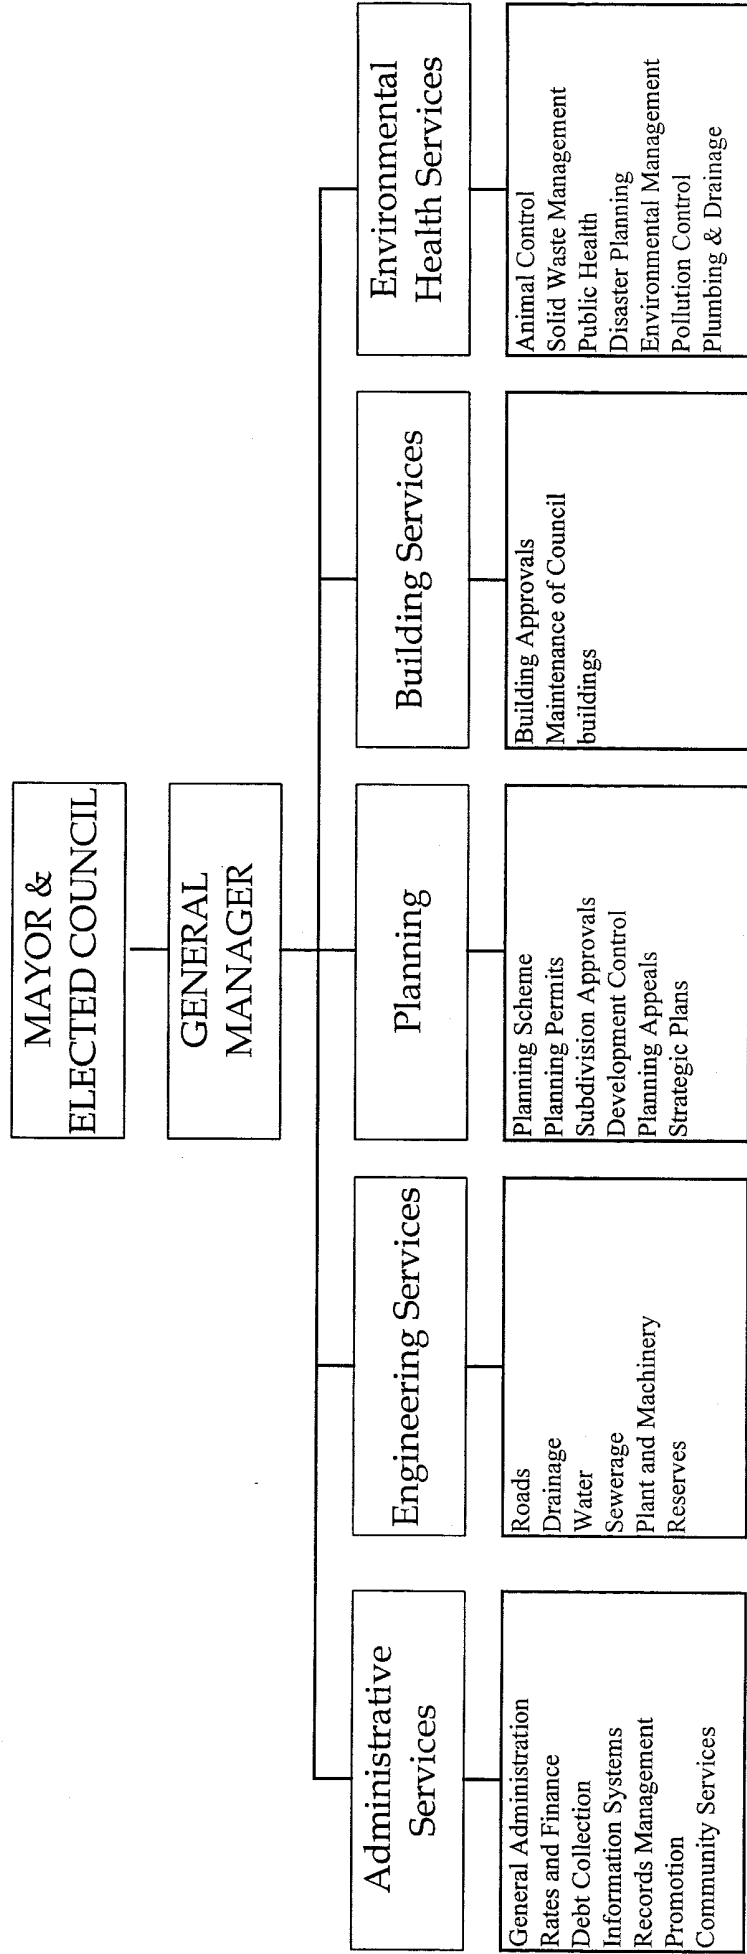 MAYOR &
ELECTED COUNCIL
GENERAL
MANAGER
Administrative
Services
General Administration
Rates and Finance
Debt Collection
Information Systems
Records Management
Promotion
Community Services
Engineering Services
Roads
Drainage
Water
Sewerage
Plant and Machinery
Reserves
Planning
Planning Scheme
Planning Permits
Subdivision Approvals
Development Control
Planning Appeals
Strategic Plans
Building Services
Building Approvals
Maintenance of Council
buildings
Environmental
Health Services
Animal Control
Solid Waste Management
Public Health
Disaster Planning
Environmental Management
Pollution Control
Plumbing & Drainage